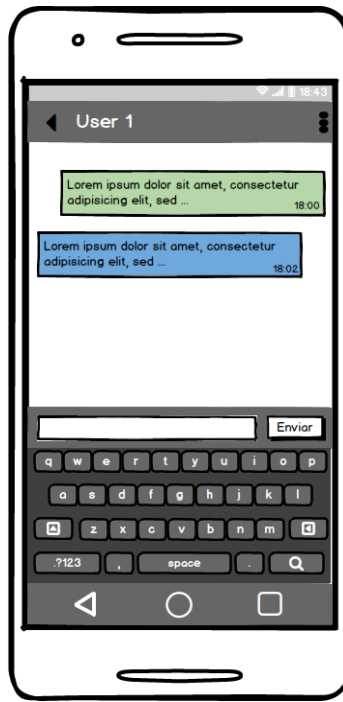 18:43
User 1
Lorem ipsum dolor sit amet, consectetur
adipisicing elit, sed ...
18:00
Lorem ipsum dolor sit amet, consectetur
adipisicing elit, sed ...
18:02
Enviar
q w e r t y u i o p
a s d f g h j k l
z x c v b n m
.?123 , space .